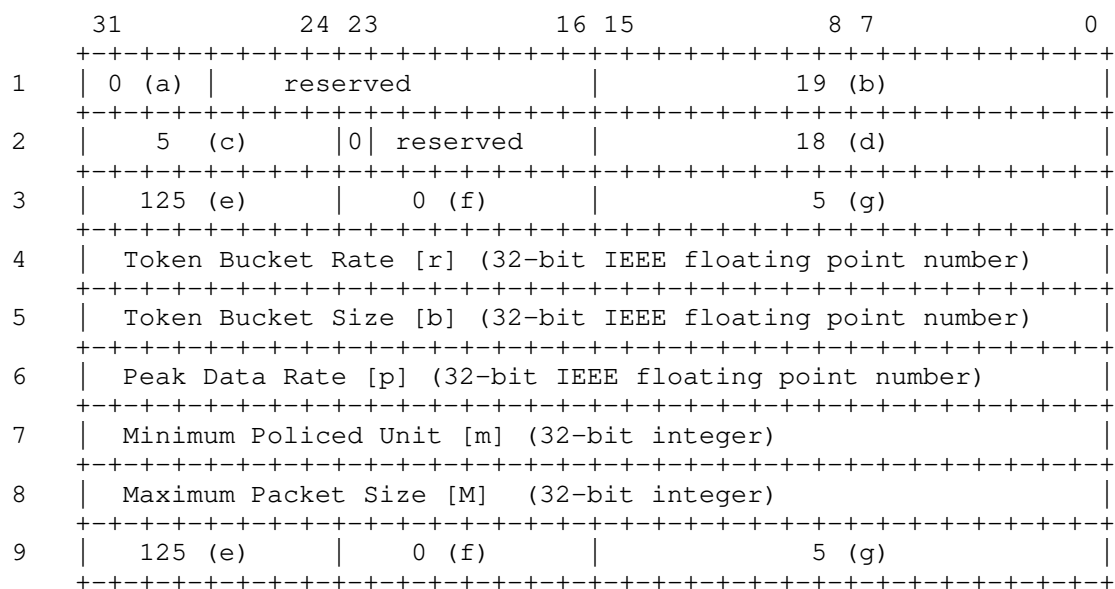 31 24 23 16 15 8 7 0
+-+-+-+-+-+-+-+-+-+-+-+-+-+-+-+-+-+-+-+-+-+-+-+-+-+-+-+-+-+-+-+-+
1 | 0 (a) | reserved | 19 (b) |
+-+-+-+-+-+-+-+-+-+-+-+-+-+-+-+-+-+-+-+-+-+-+-+-+-+-+-+-+-+-+-+-+
2 | 5 (c) |0| reserved | 18 (d) |
+-+-+-+-+-+-+-+-+-+-+-+-+-+-+-+-+-+-+-+-+-+-+-+-+-+-+-+-+-+-+-+-+
3 | 125 (e) | 0 (f) | 5 (g) |
+-+-+-+-+-+-+-+-+-+-+-+-+-+-+-+-+-+-+-+-+-+-+-+-+-+-+-+-+-+-+-+-+
4 | Token Bucket Rate [r] (32-bit IEEE floating point number) |
+-+-+-+-+-+-+-+-+-+-+-+-+-+-+-+-+-+-+-+-+-+-+-+-+-+-+-+-+-+-+-+-+
5 | Token Bucket Size [b] (32-bit IEEE floating point number) |
+-+-+-+-+-+-+-+-+-+-+-+-+-+-+-+-+-+-+-+-+-+-+-+-+-+-+-+-+-+-+-+-+
6 | Peak Data Rate [p] (32-bit IEEE floating point number) |
+-+-+-+-+-+-+-+-+-+-+-+-+-+-+-+-+-+-+-+-+-+-+-+-+-+-+-+-+-+-+-+-+
7 | Minimum Policed Unit [m] (32-bit integer) |
+-+-+-+-+-+-+-+-+-+-+-+-+-+-+-+-+-+-+-+-+-+-+-+-+-+-+-+-+-+-+-+-+
8 | Maximum Packet Size [M] (32-bit integer) |
+-+-+-+-+-+-+-+-+-+-+-+-+-+-+-+-+-+-+-+-+-+-+-+-+-+-+-+-+-+-+-+-+
9 | 125 (e) | 0 (f) | 5 (g) |
+-+-+-+-+-+-+-+-+-+-+-+-+-+-+-+-+-+-+-+-+-+-+-+-+-+-+-+-+-+-+-+-+